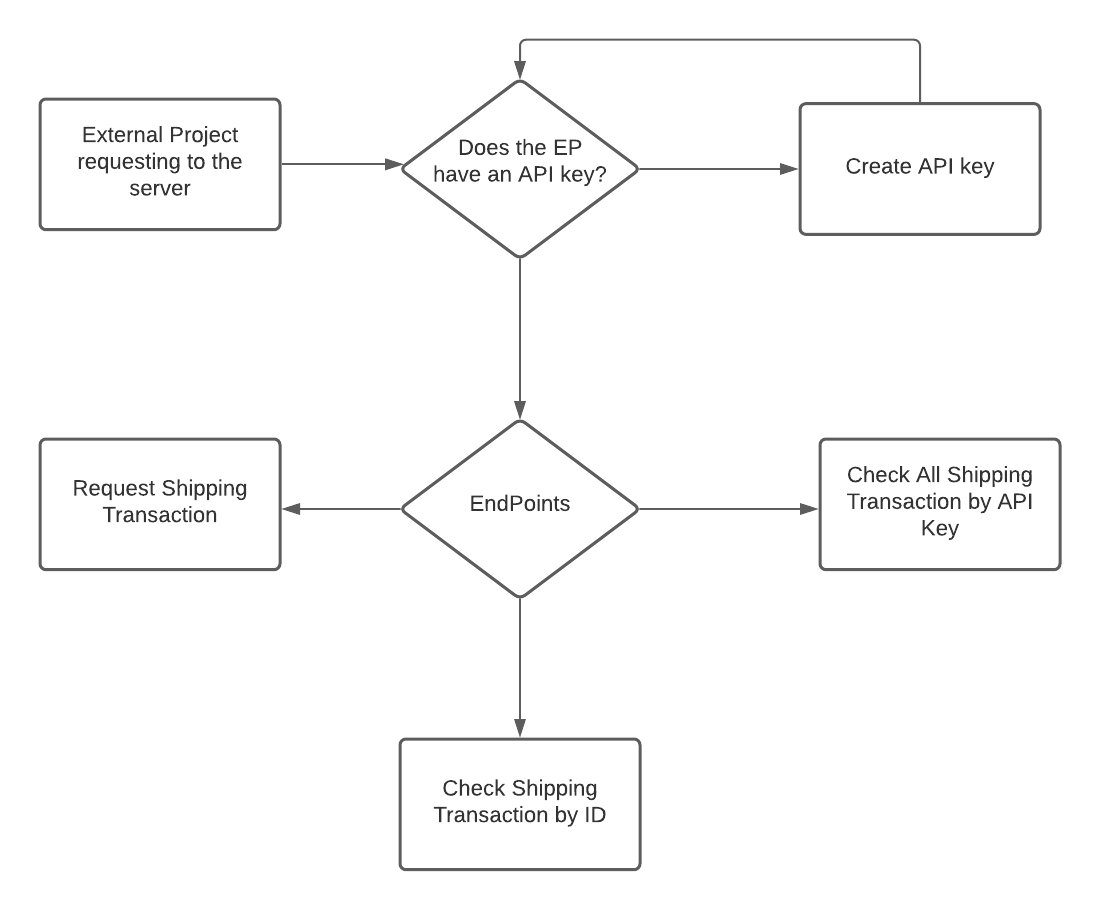 External Project
requesting to the
server
Does the EP
have an API key?
Create API key
Request Shipping
Transaction
EndPoints
Check All Shipping
Transaction by API
Key
Check Shipping
Transaction by ID